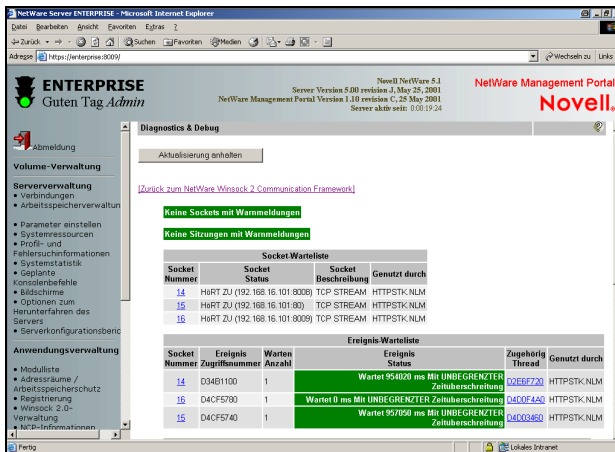 NetWare Server ENTERPRISE - Microsoft Internet Explorer
Datei Bearbeiten Ansicht Favoriten Extras ?
Zurück Suchen Favoriten Medien
Adresse https://enterprise:8009/ Wechseln zu Links
ENTERPRISE
Guten Tag Admin
Novell NetWare 5.1
Server Version 5.00 revision J, May 25, 2001
NetWare Management Portal Version 1.10 revision C, 25 May 2001
Server aktiv seit: 0:00:19:24
NetWare Management Portal
Novell.
Abmeldung
Volume-Verwaltung
Serververwaltung
• Verbindungen
• Arbeitsspeicherverwaltun
• Parameter einstellen
• Systemressourcen
• Profil- und
Fehlersuchinformationen
• Systemstatistik
• Geplante
Konsolenbefehle
• Bildschirme
• Optionen zum
Herunterfahren des
Servers
• Serverkonfigurationsberic
Anwendungsverwaltung
• Modulliste
• Adressräume /
Arbeitsspeicherschutz
• Registrierung
• Winsock 2.0-
Verwaltung
• NCP-Informationen
Diagnostics & Debug
Aktualisierung anhalten
[Zurück zum NetWare Winsock 2 Communication Framework]
Keine Sockets mit Warnmeldungen
Keine Sitzungen mit Warnmeldungen
Socket-Warteliste
Socket Nummer Socket Status Socket Beschreibung Genutzt durch
14 HöRT ZU (192.168.16.101:8008) TCP STREAM HTTPSTK.NLM
15 HöRT ZU (192.168.16.101:80) TCP STREAM HTTPSTK.NLM
16 HöRT ZU (192.168.16.101:8009) TCP STREAM HTTPSTK.NLM
Ereignis-Warteliste
Socket Nummer Ereignis Zugriffsnummer Warten Anzahl Ereignis Status Zugehörig Thread Genutzt durch
14 D34B1100 1 Wartet 954020 ms Mit UNBEGRENZTER Zeitüberschreitung D2E6F720 HTTPSTK.NLM
16 D4CF5780 1 Wartet 0 ms Mit UNBEGRENZTER Zeitüberschreitung D4D0F4A0 HTTPSTK.NLM
15 D4CF5740 1 Wartet 957050 ms Mit UNBEGRENZTER Zeitüberschreitung D4D03460 HTTPSTK.NLM
Fertig Lokales Intranet